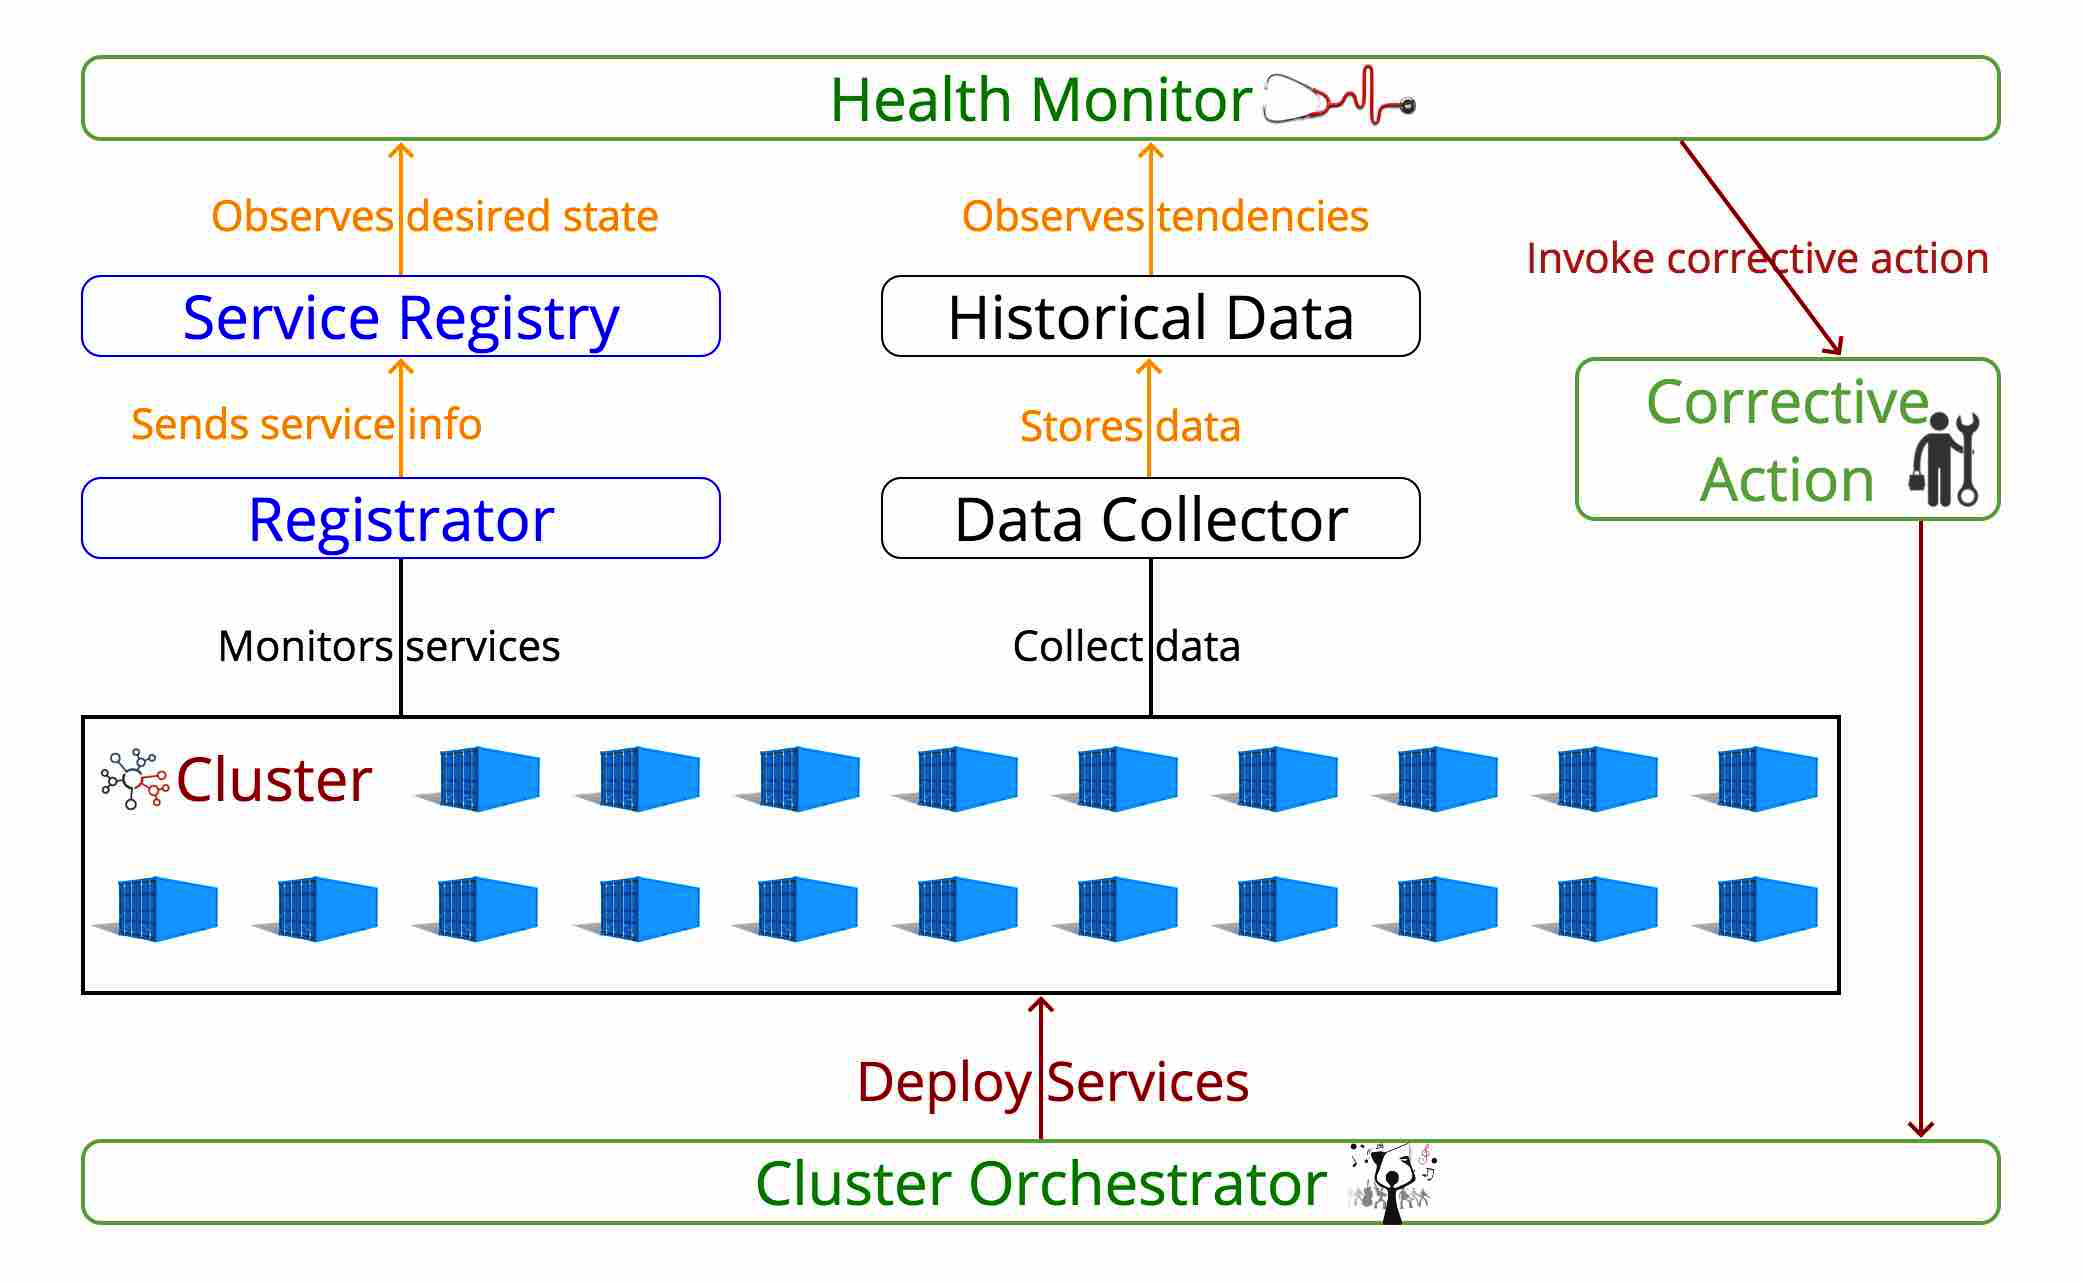 Health Monitor
Observes desired state
Observes tendencies
Invoke corrective action
Service Registry
Historical Data
Corrective
Action
Sends service info
Stores data
Registrator
Data Collector
Monitors services
Collect data
Cluster
Deploy Services
Cluster Orchestrator